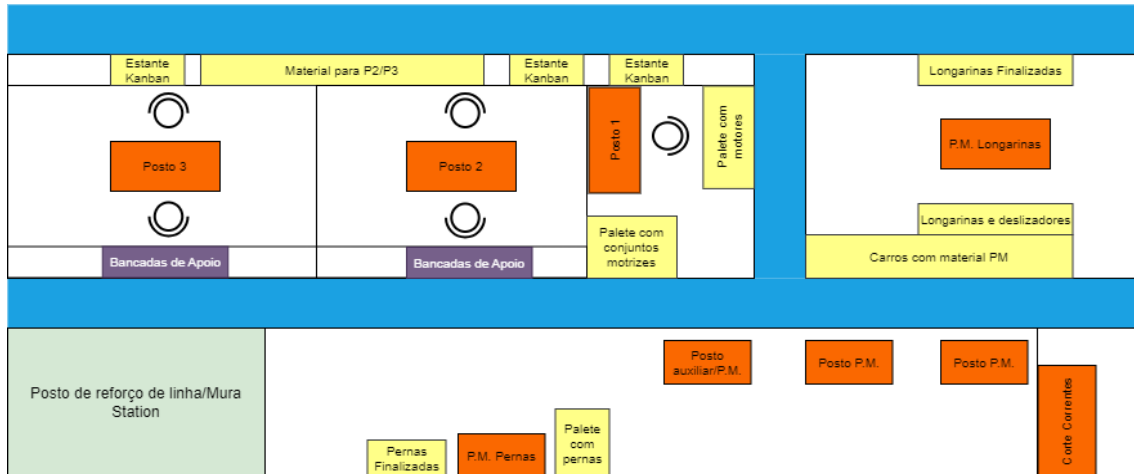 Estante
Kanban
Material para P2/P3
Estante
Kanban
Estante
Kanban
Longarinas Finalizadas
Posto 3
Posto 2
Posto 1
Palete com
motores
P.M. Longarinas
Palete com
conjuntos
motrizes
Longarinas e deslizadores
Bancadas de Apoio
Bancadas de Apoio
Carros com material PM
Posto de reforço de linha/Mura
Station
Posto
auxiliar/P.M.
Posto P.M.
Posto P.M.
Corte Correntes
Pernas
Finalizadas
P.M. Pernas
Palete
com
pernas